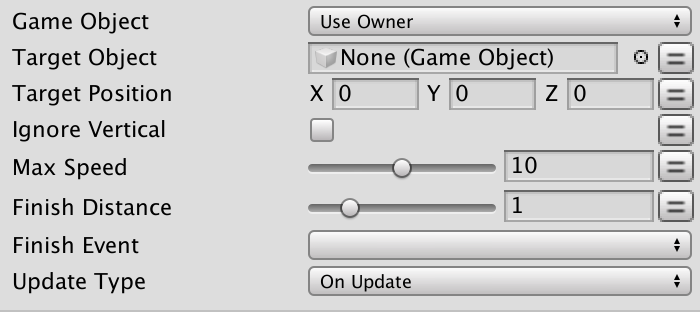 Game Object Use Owner
Target Object None (Game Object)
Target Position X 0 Y 0 Z 0
Ignore Vertical
Max Speed 10
Finish Distance 1
Finish Event
Update Type On Update